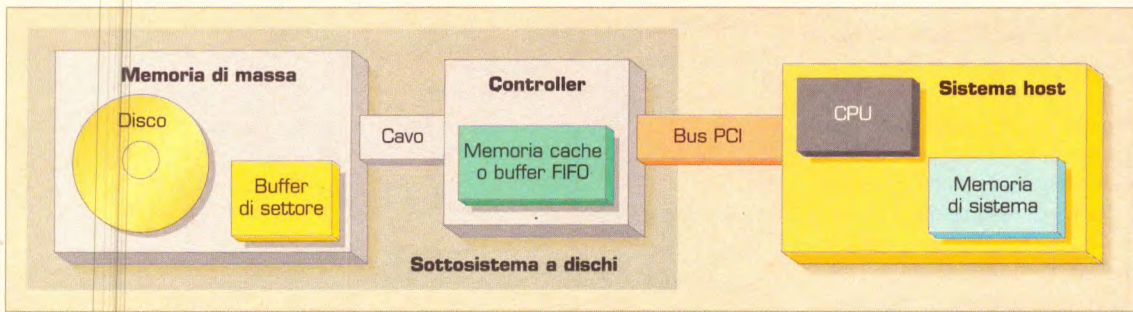 Memoria di massa
Disco
Buffer
di settore
Cavo
Controller
Memoria cache
o buffer FIFO
Sottosistema a dischi
Bus PCI
Sistema host
CPU
Memoria
di sistema